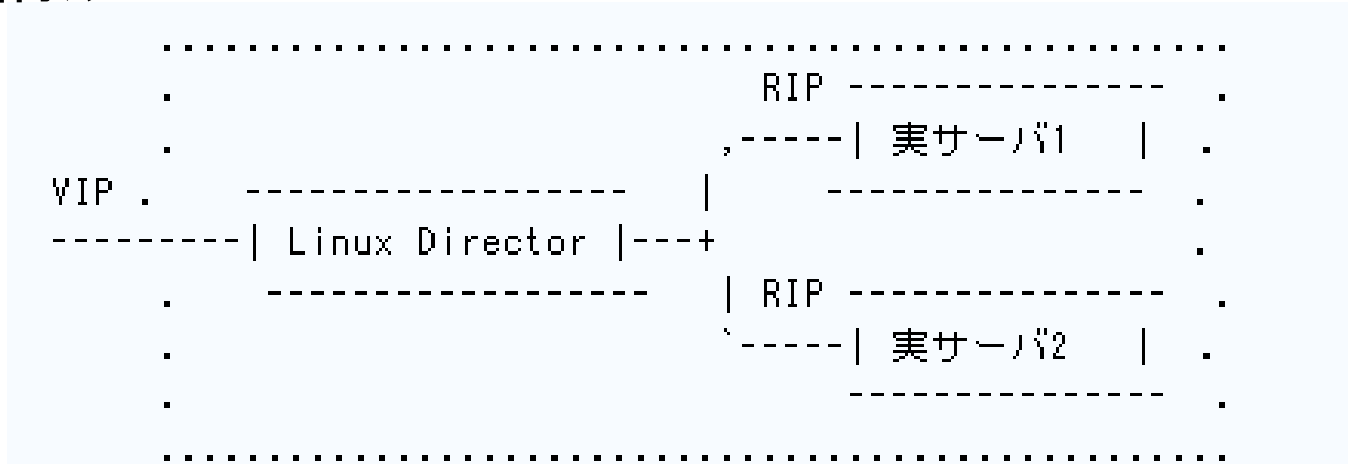 ..................................................
.                            RIP ---------------  .
.                          ,-----| 実サーバ1   |  .
VIP .    ------------------   |     ---------------  .
---------| Linux Director |---+                      .
.    ------------------   | RIP ---------------  .
.                          `-----| 実サーバ2   |  .
.                                ---------------  .
..................................................